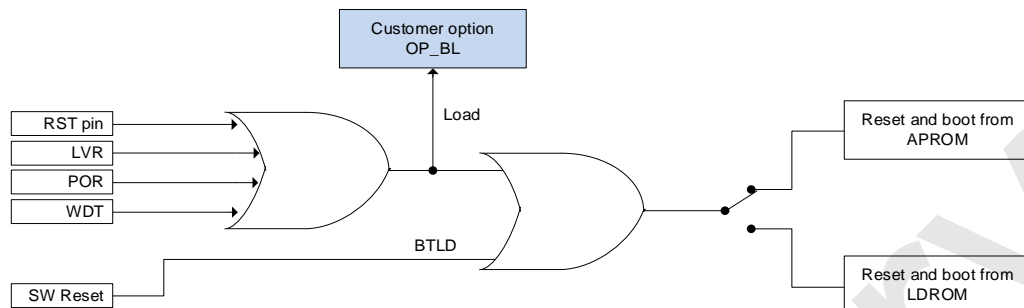 Customer option
OP_BL
Load
RST pin
LVR
POR
WDT
BTLD
SW Reset
Reset and boot from
APROM
Reset and boot from
LDROM